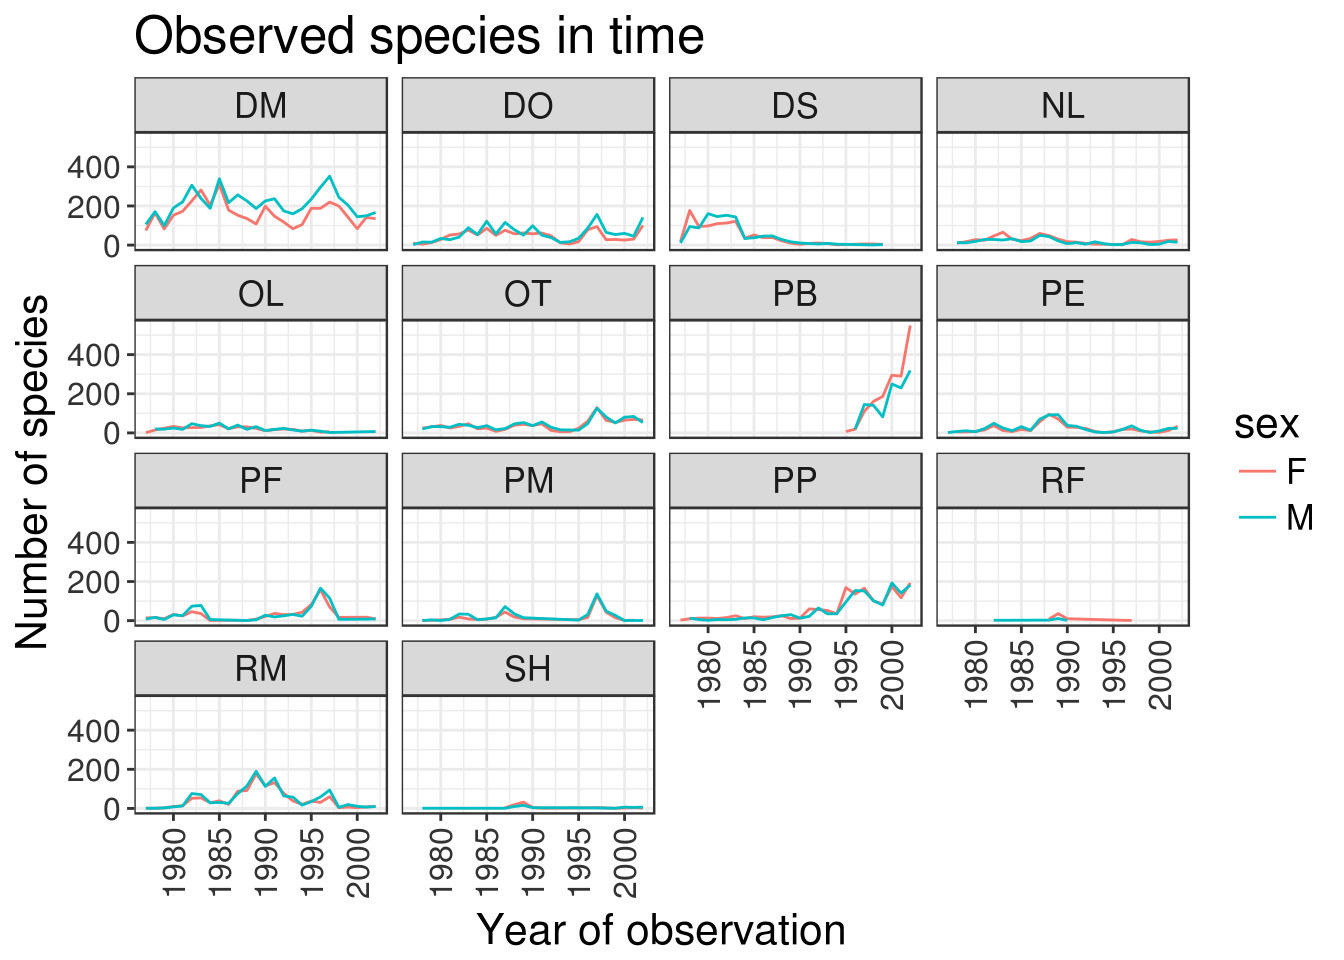 Observed species in time
DM DO DS NL
400
200
0
OL OT PB PE
400
200
0
PF PM PP RF
400
200
0
1980 1985 1990 1995 2000 1980 1985 1990 1995 2000
RM SH
400
200
0
1980 1985 1990 1995 2000 1980 1985 1990 1995 2000
Number of species
Year of observation
sex
F
M